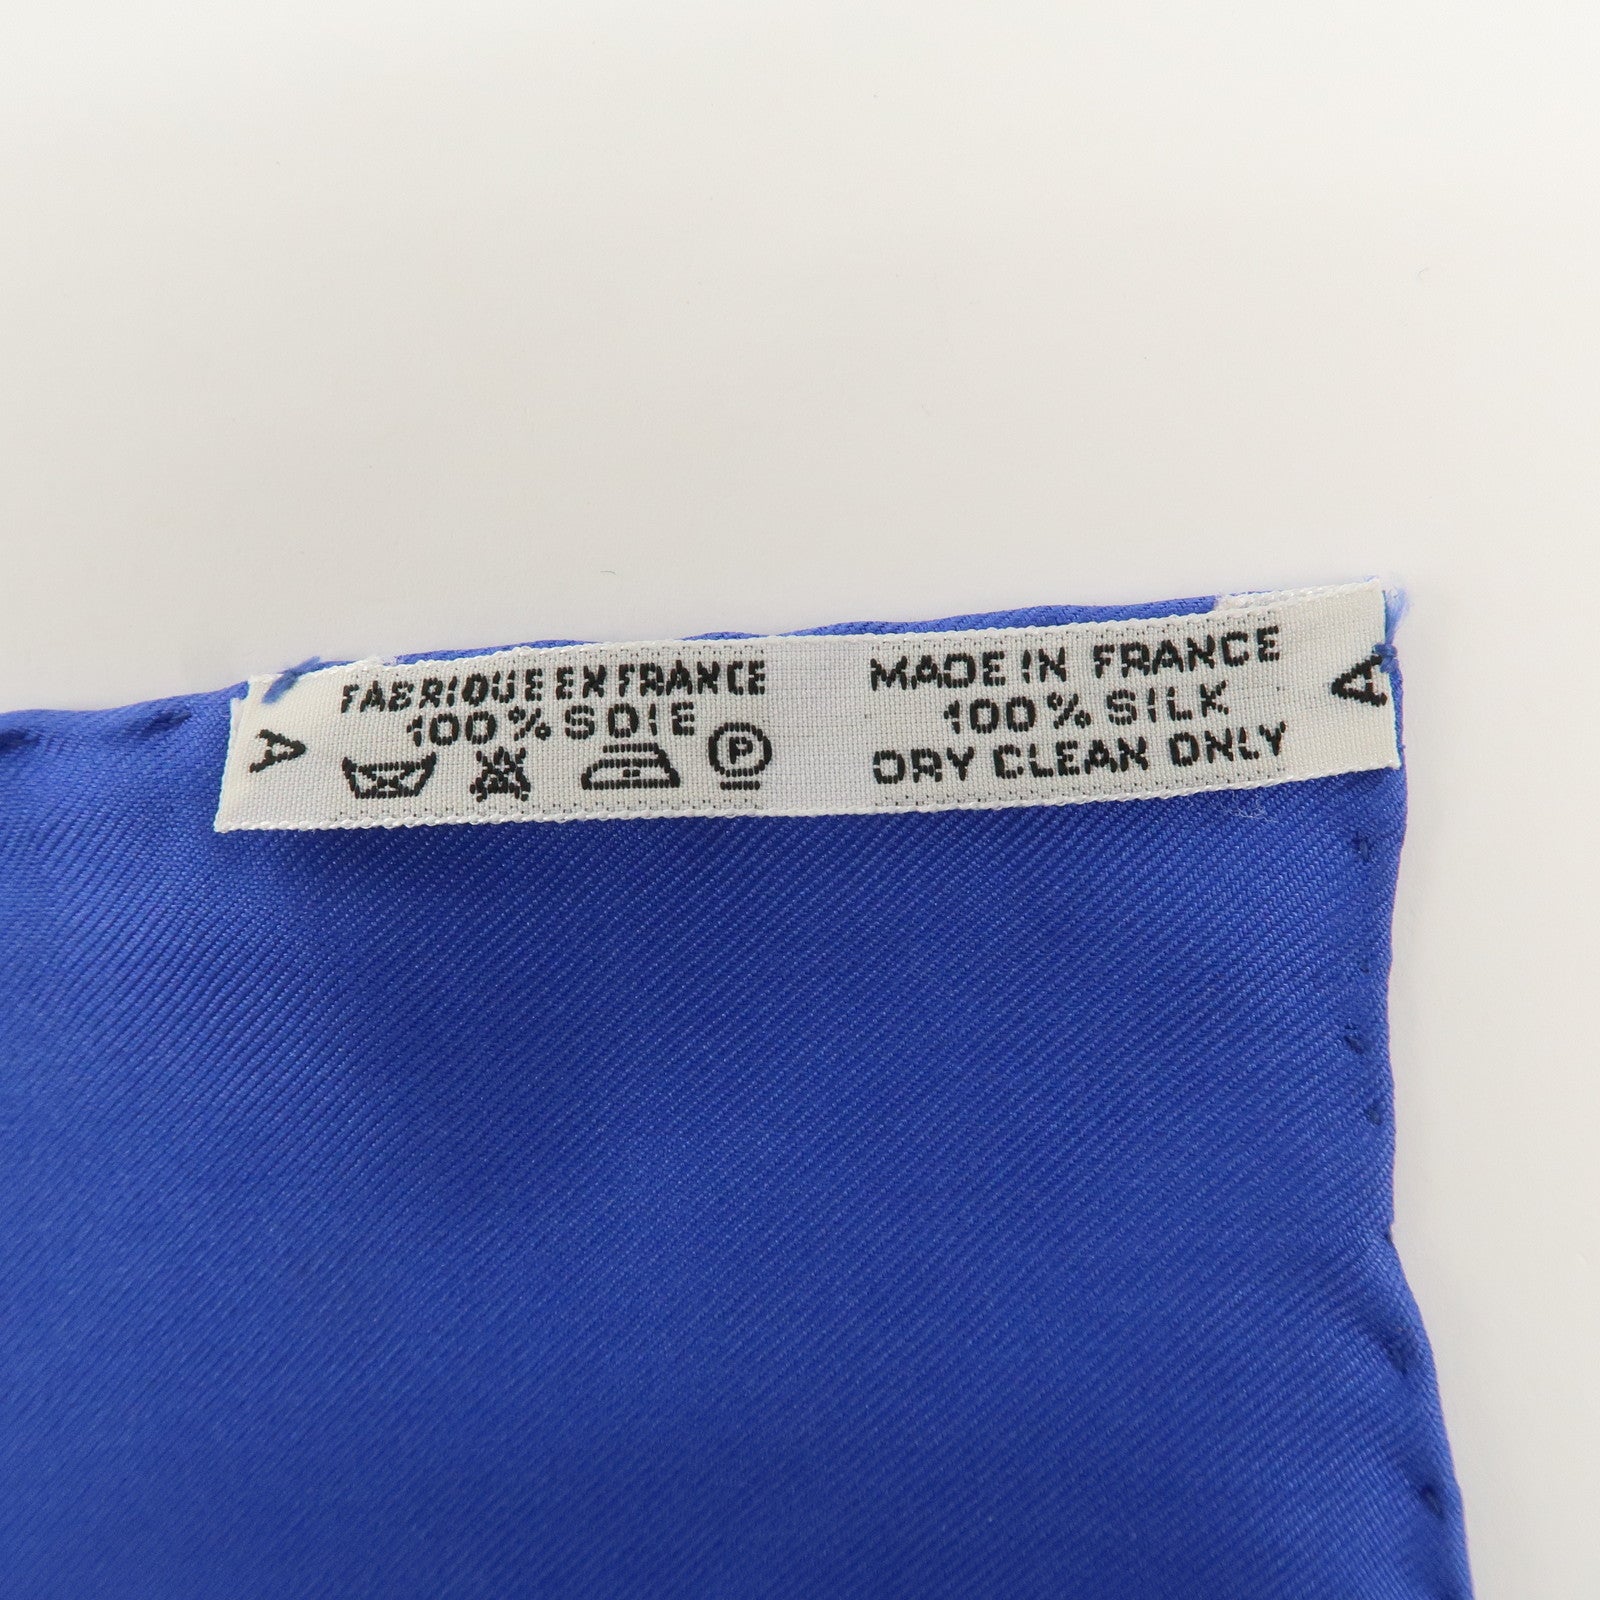 A
FABRIQUE EN FRANCE
100% SOIE
P
MADE IN FRANCE
100% SILK
DRY CLEAN ONLY
A